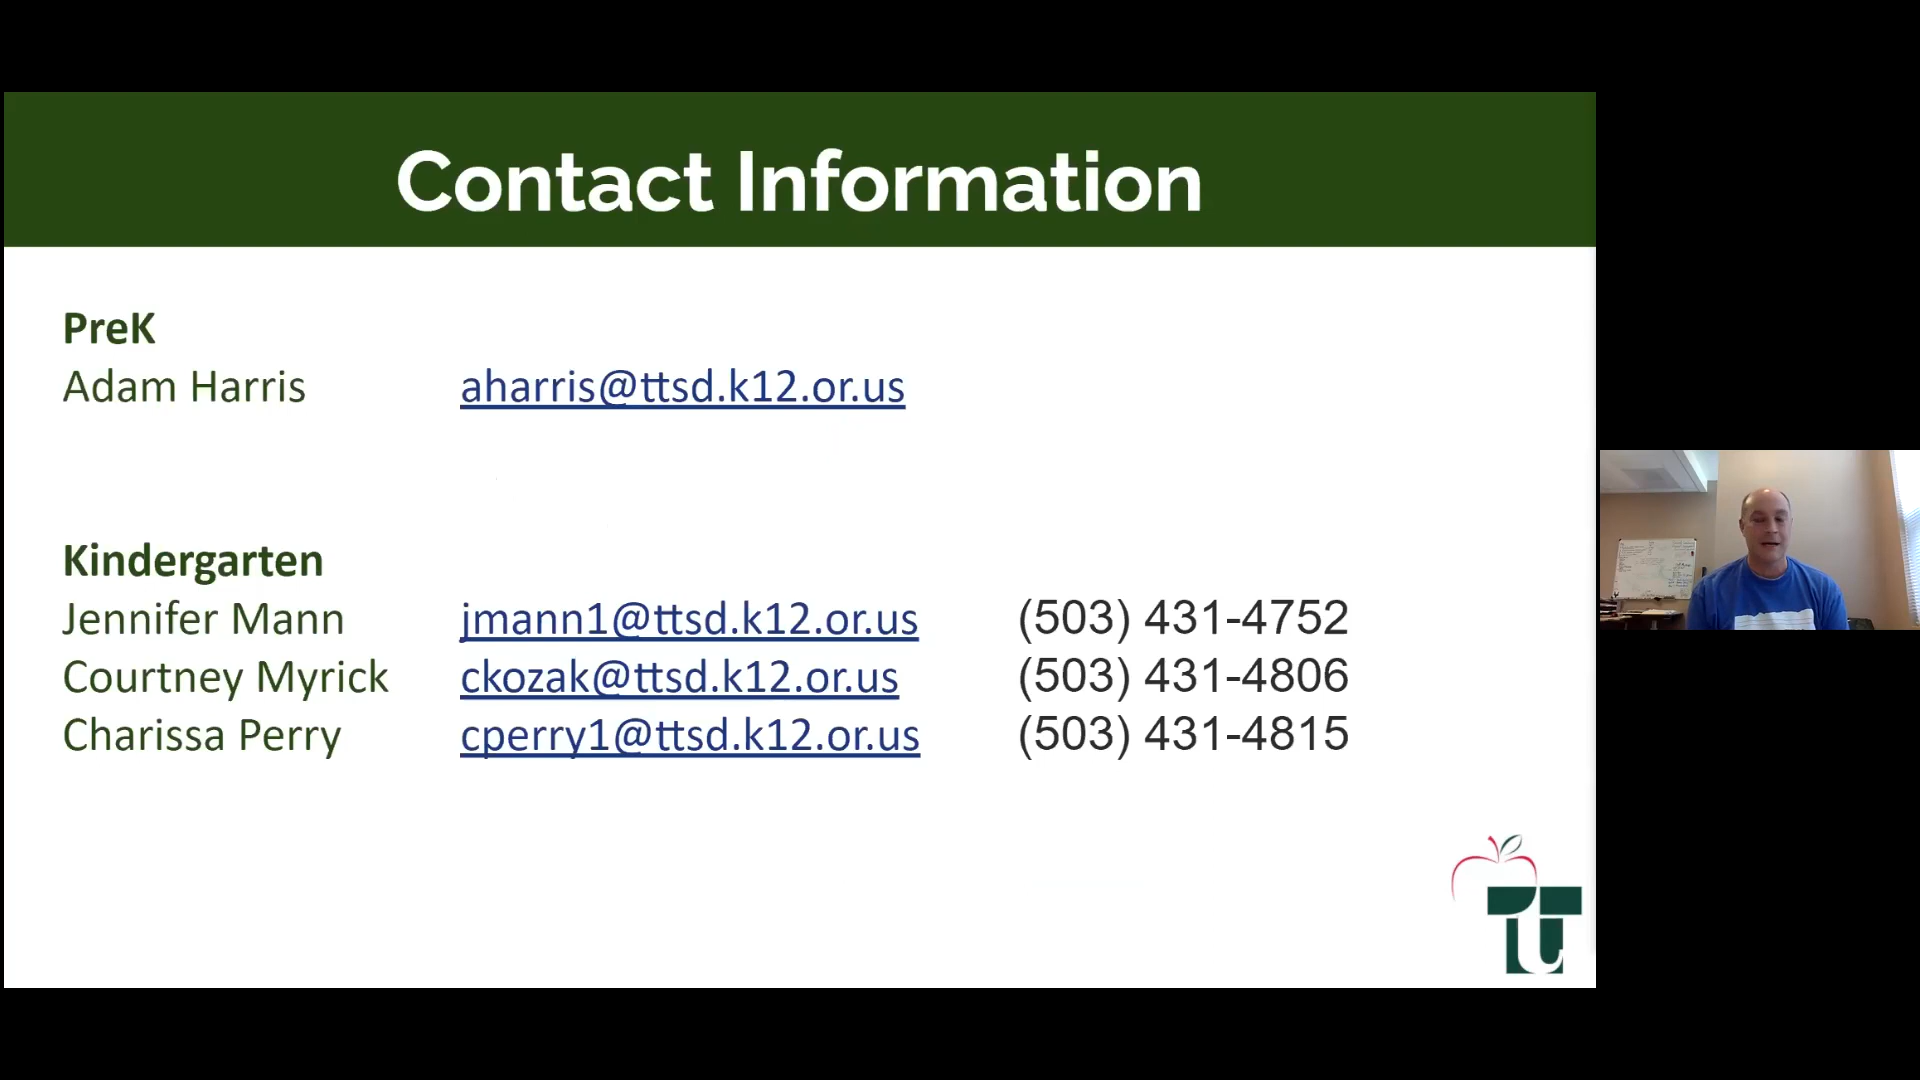 Contact Information
PreK
Adam Harris aharris@ttsd.k12.or.us
Kindergarten
Jennifer Mann jmann1@ttsd.k12.or.us (503) 431-4752
Courtney Myrick ckozak@ttsd.k12.or.us (503) 431-4806
Charissa Perry cperry1@ttsd.k12.or.us (503) 431-4815